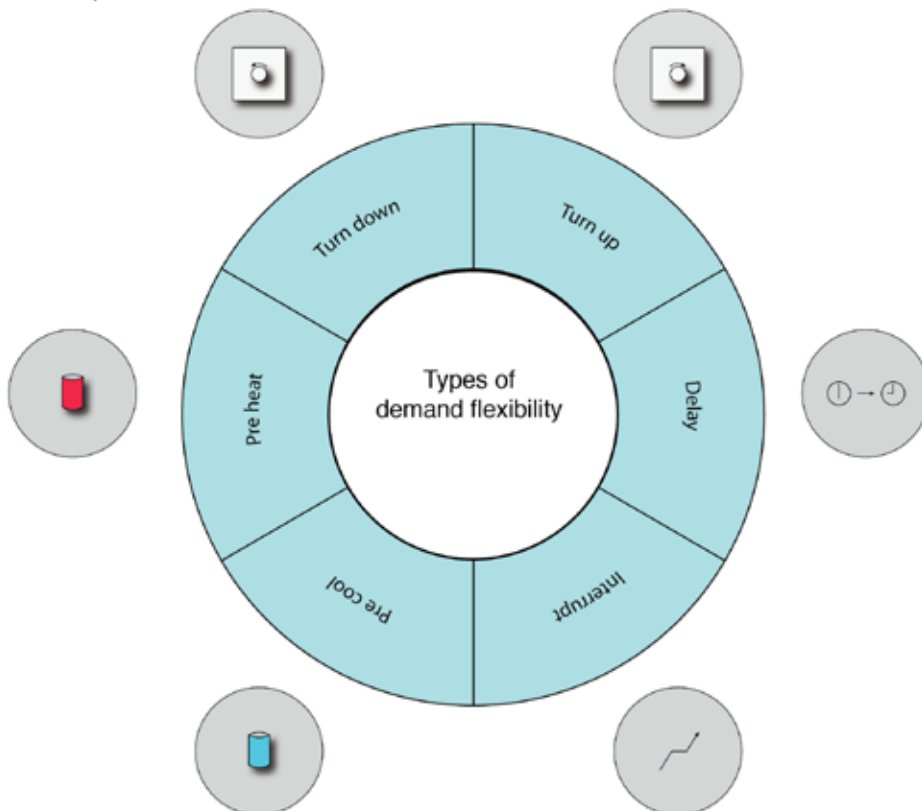 Turn down
Turn up
Pre heat
Types of
demand flexibility
Delay
Pre cool
Interrupt